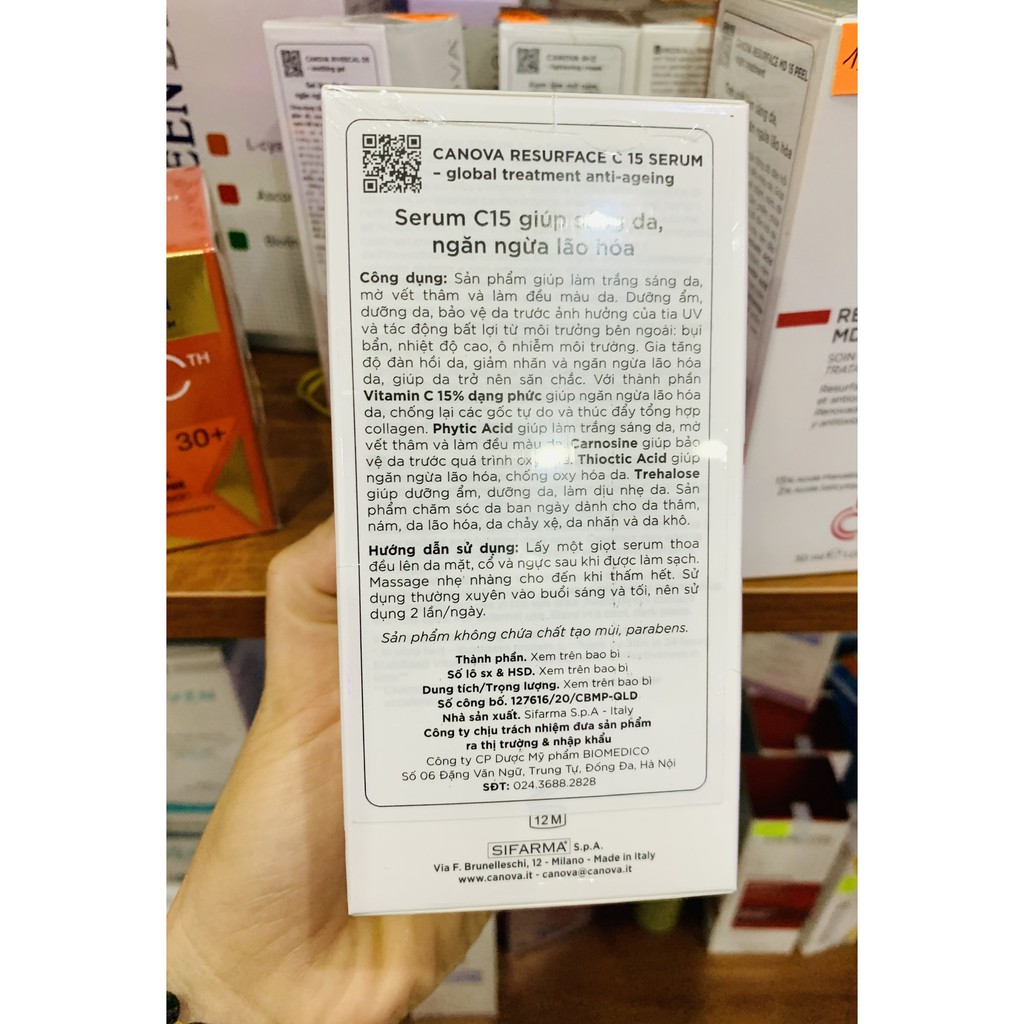 CANOVA RESURFACE C 15 SERUM
– global treatment anti-ageing
Serum C15 giúp sáng da,
ngăn ngừa lão hóa
Công dụng: Sản phẩm giúp làm trắng sáng da,
mờ vết thâm và làm đều màu da. Dưỡng ẩm,
dưỡng da, bảo vệ da trước ảnh hưởng của tia UV
và tác động bất lợi từ môi trường bên ngoài: bụi
bẩn, nhiệt độ cao, ô nhiễm môi trường. Gia tăng
độ đàn hồi da, giảm nhăn và ngăn ngừa lão hóa
da, giúp da trở nên săn chắc. Với thành phần
Vitamin C 15% dạng phức giúp ngăn ngừa lão hóa
da, chống lại các gốc tự do và thúc đẩy tổng hợp
collagen. Phytic Acid giúp làm trắng sáng da, mờ
vết thâm và làm đều màu da. Carnosine giúp bảo
vệ da trước quá trình oxy hóa. Thioctic Acid giúp
ngăn ngừa lão hóa, chống oxy hóa da. Trehalose
giúp dưỡng ẩm, dưỡng da, làm dịu nhẹ da. Sản
phẩm chăm sóc da ban ngày dành cho da thâm,
nám, da lão hóa, da chảy xệ, da nhăn và da khô.
Hướng dẫn sử dụng: Lấy một giọt serum thoa
đều lên da mặt, cổ và ngực sau khi được làm sạch.
Massage nhẹ nhàng cho đến khi thấm hết. Sử
dụng thường xuyên vào buổi sáng và tối, nên sử
dụng 2 lần/ngày.
Sản phẩm không chứa chất tạo mùi, parabens.
Thành phần. Xem trên bao bì
Số lô sx & HSD. Xem trên bao bì
Dung tích/Trọng lượng. Xem trên bao bì
Số công bố. 127616/20/CBMP-QLD
Nhà sản xuất. Sifarma S.p.A - Italy
Công ty chịu trách nhiệm đưa sản phẩm
ra thị trường & nhập khẩu
Công ty CP Dược Mỹ phẩm BIOMEDICO
Số 06 Đặng Văn Ngữ, Trung Tự, Đống Đa, Hà Nội
SĐT: 024.3688.2828
12 M
SIFARMA S.p.A.
Via F. Brunelleschi, 12 - Milano - Made in Italy
www.canova.it - canova@canova.it
CANOVA RESURFACE HD 15 PEEL
30+
C TH